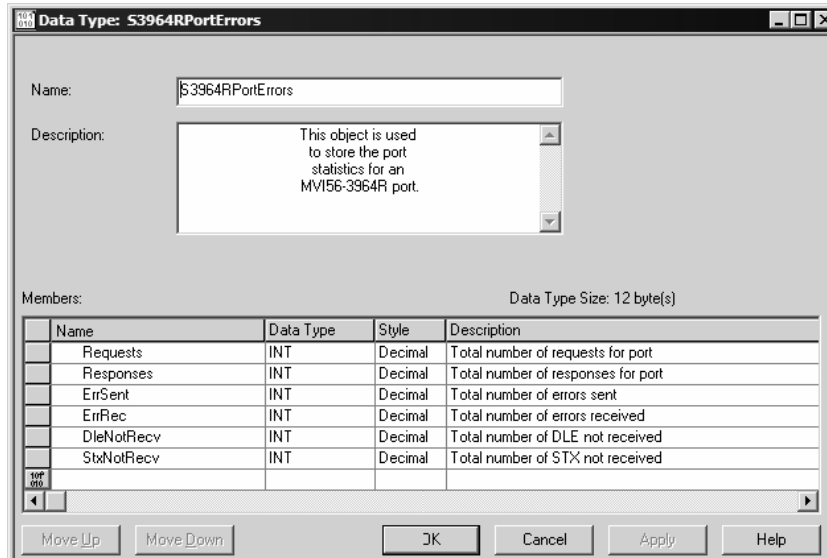 Data Type: S3964RPortErrors
Name: S3964RPortErrors
Description: This object is used
to store the port
statistics for an
MVI56-3964R port.
Members: Data Type Size: 12 byte(s)
Name Data Type Style Description
Requests INT Decimal Total number of requests for port
Responses INT Decimal Total number of responses for port
ErrSent INT Decimal Total number of errors sent
ErrRec INT Decimal Total number of errors received
DleNotRecv INT Decimal Total number of DLE not received
StxNotRecv INT Decimal Total number of STX not received
Move Up Move Down OK Cancel Apply Help